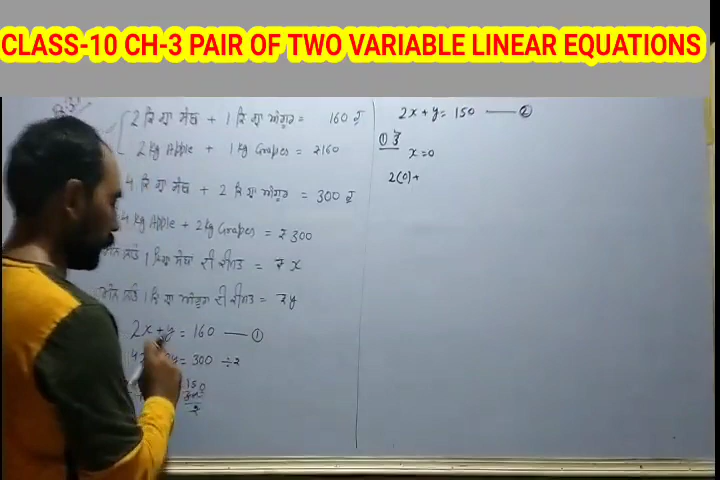 CLASS-10 CH-3 PAIR OF TWO VARIABLE LINEAR EQUATIONS
2 ਕਿ ਗ੍ਰਾ ਸੇਬ + 1 ਕਿ ਗ੍ਰਾ ਅੰਗੂਰ = 160 ਰੁ
2 kg Apple + 1 kg Grapes = ₹160
4 ਕਿ ਗ੍ਰਾ ਸੇਬ + 2 ਕਿ ਗ੍ਰਾ ਅੰਗੂਰ = 300 ਰੁ
4 kg Apple + 2 kg Grapes = ₹ 300
1 ਕਿਗ੍ਰਾ ਸੇਬ ਦੀ ਕੀਮਤ = ₹ x
1 ਕਿ ਗ੍ਰਾ ਅੰਗੂਰ ਦੀ ਕੀਮਤ = ₹ y
2x + y = 160 — ①
y = 300 ÷ 2
2x + y = 150 — ②
① ਤੋਂ
x = 0
2(0) +